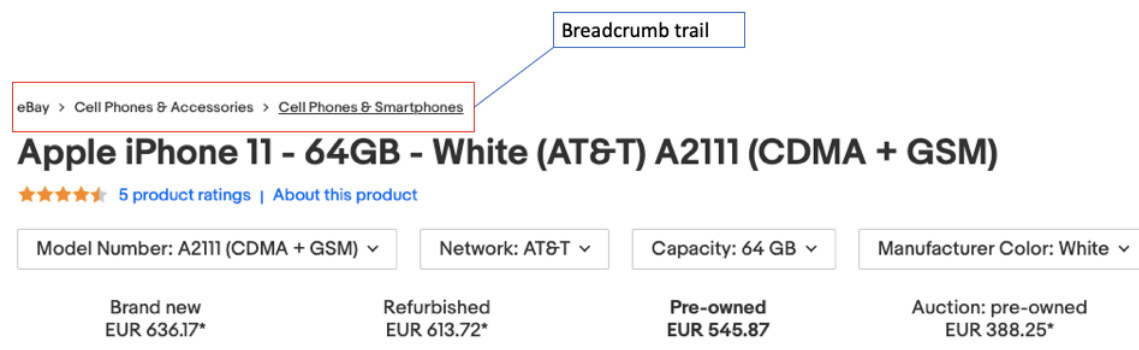 Breadcrumb trail
eBay > Cell Phones & Accessories > Cell Phones & Smartphones
Apple iPhone 11 - 64GB - White (AT&T) A2111 (CDMA + GSM)
5 product ratings | About this product
Model Number: A2111 (CDMA + GSM) Network: AT&T Capacity: 64 GB Manufacturer Color: White
Brand new Refurbished Pre-owned Auction: pre-owned
EUR 636.17* EUR 613.72* EUR 545.87 EUR 388.25*